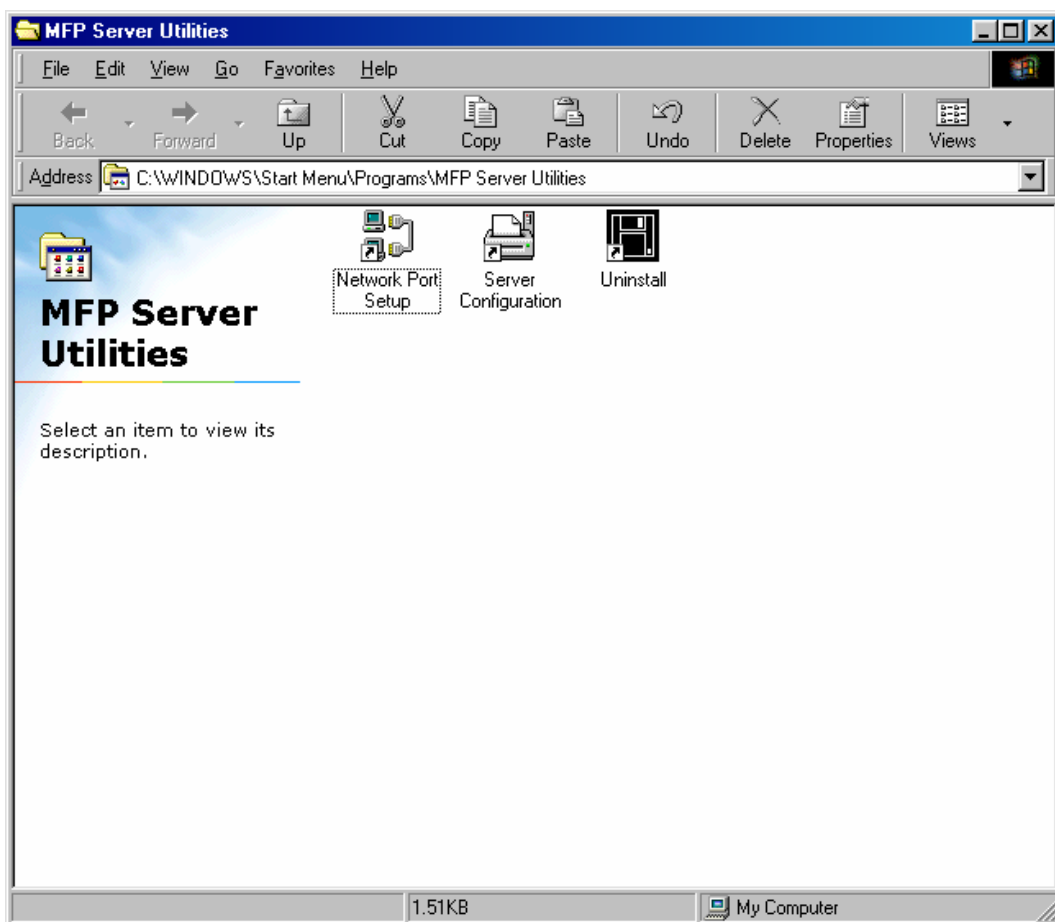 MFP Server Utilities
File Edit View Go Favorites Help
Back Forward Up Cut Copy Paste Undo Delete Properties Views
Address C:\WINDOWS\Start Menu\Programs\MFP Server Utilities
MFP Server
Utilities
Select an item to view its
description.
Network Port
Setup
Server
Configuration
Uninstall
1.51KB My Computer